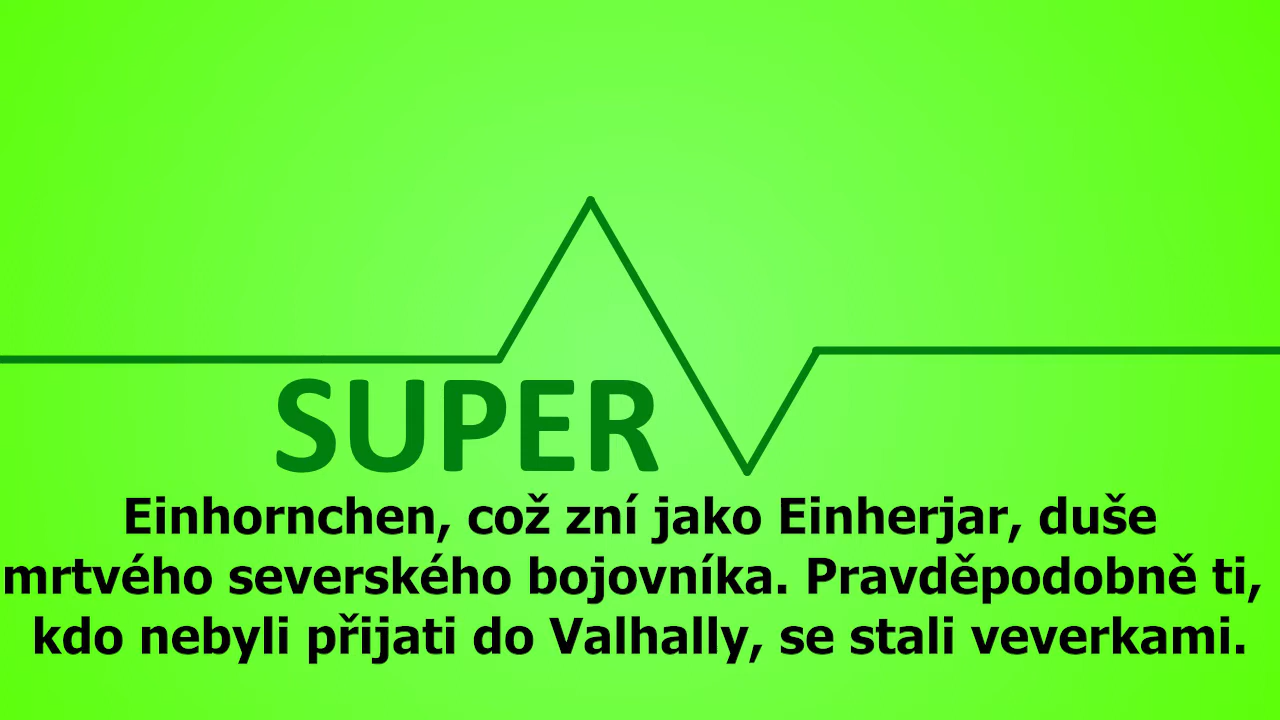 SUPER
Einhornchen, což zní jako Einherjar, duše
mrtvého severského bojovníka. Pravděpodobně ti,
kdo nebyli přijati do Valhally, se stali veverkami.